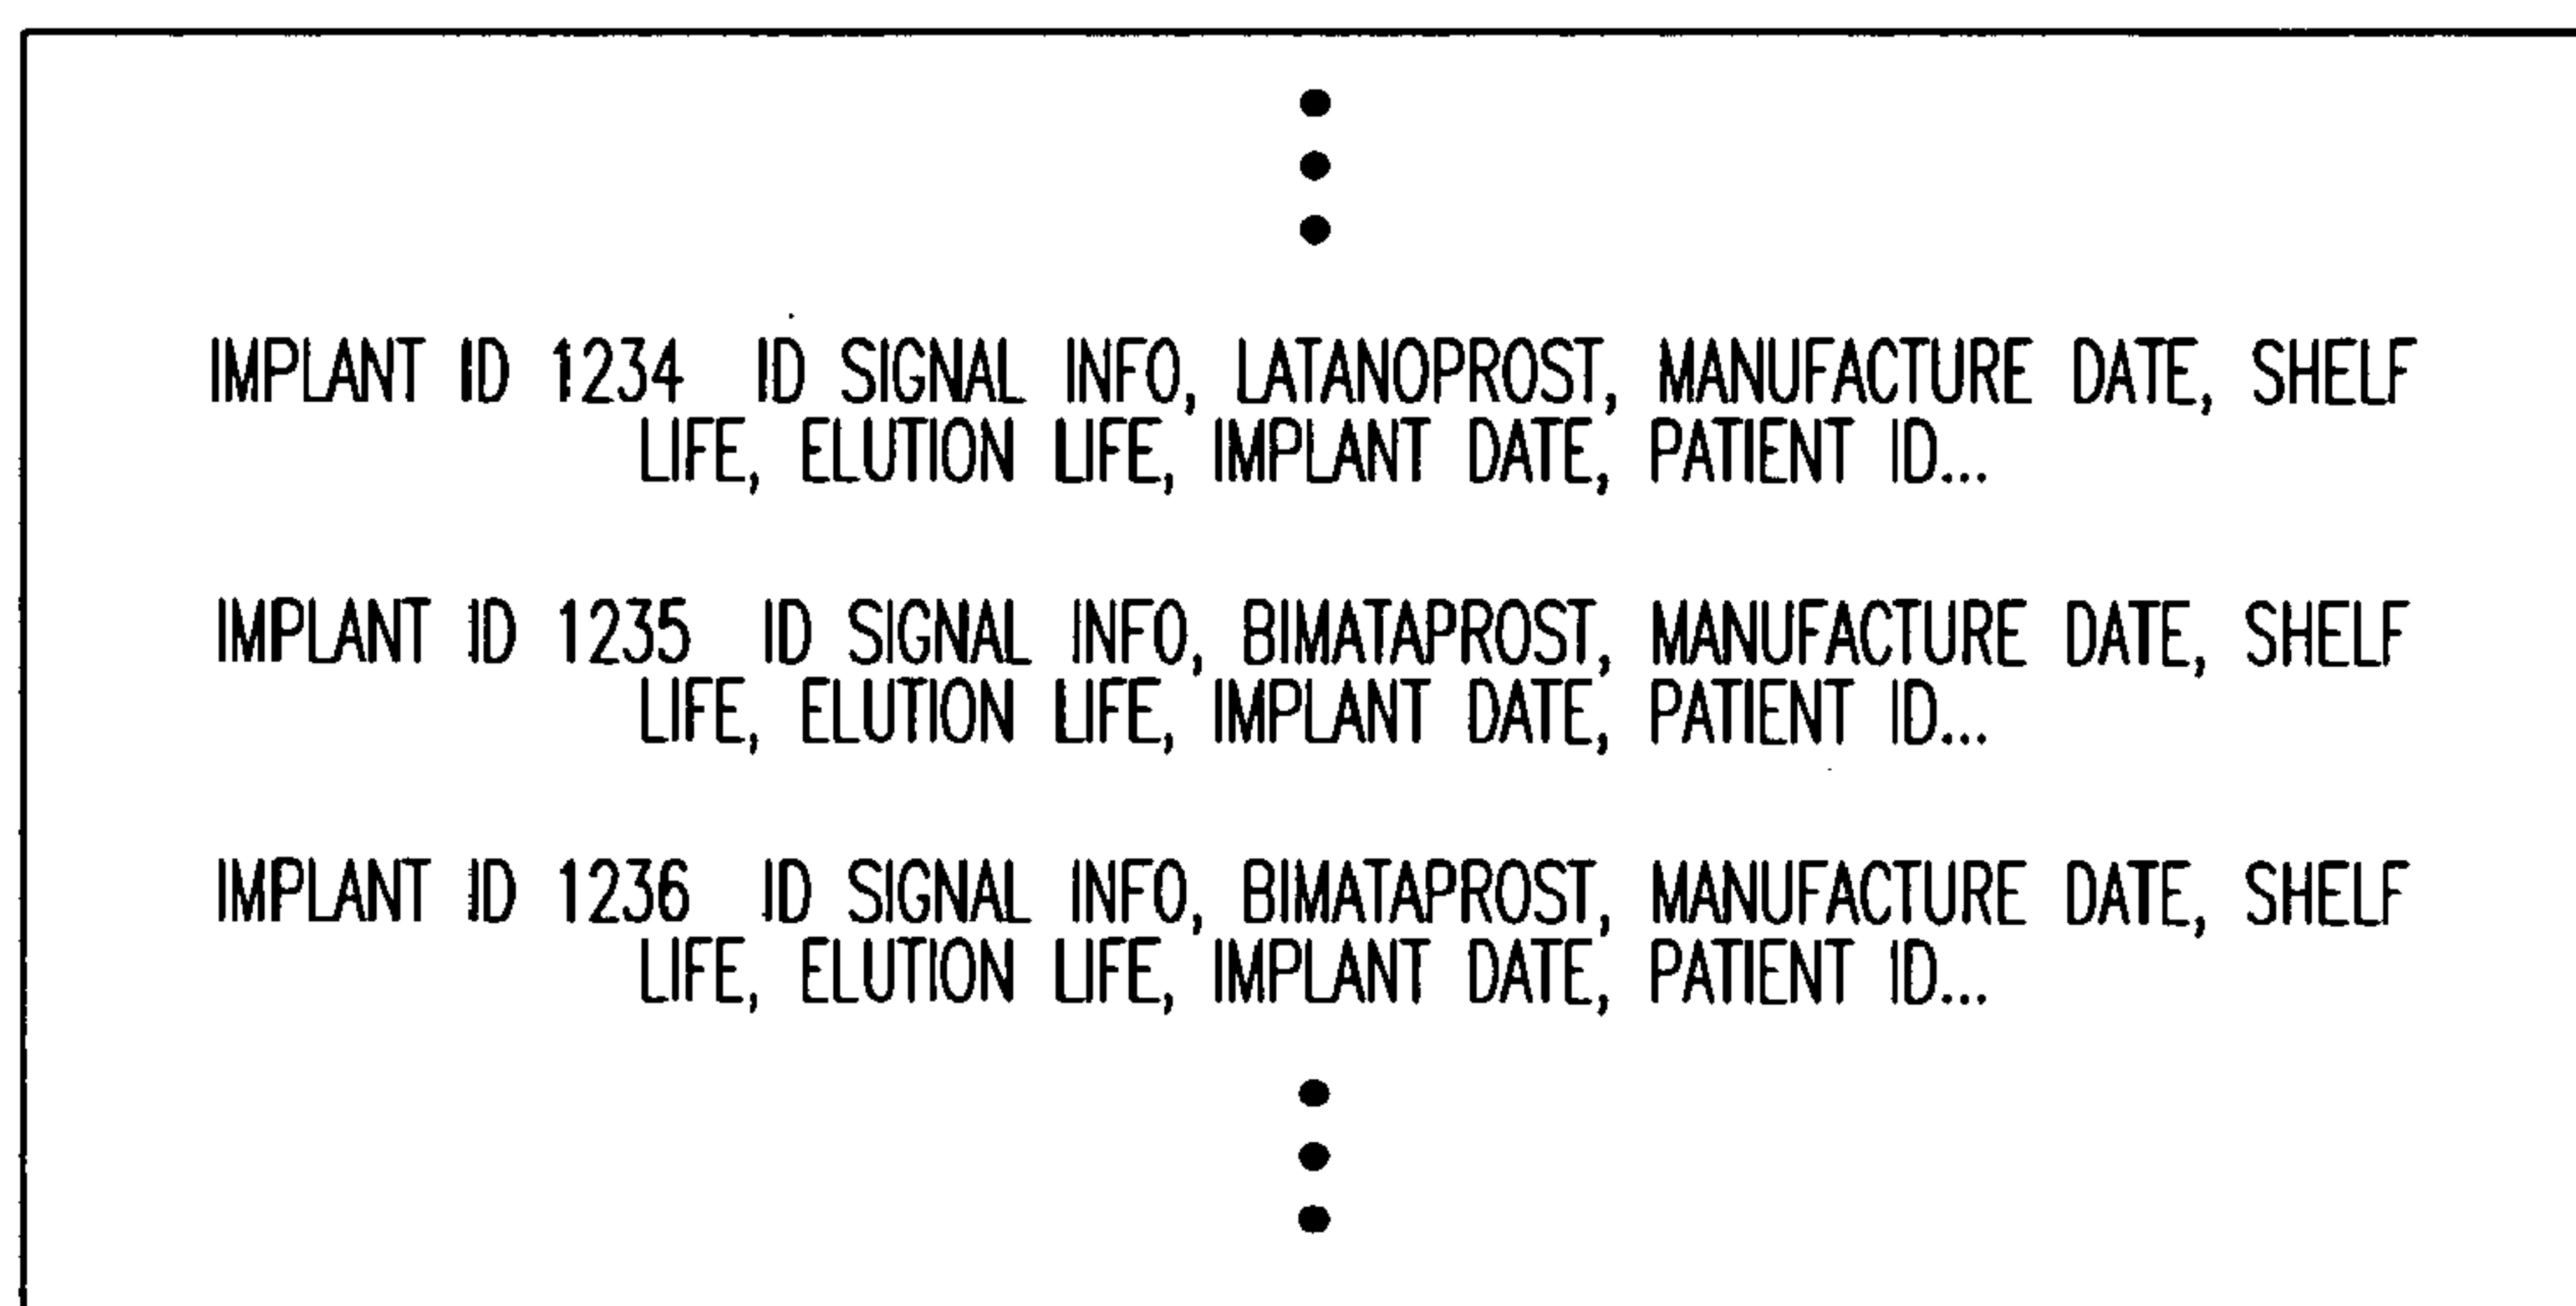 IMPLANT ID 1234 ID SIGNAL INFO, LATANOPROST, MANUFACTURE DATE, SHELF
LIFE, ELUTION LIFE, IMPLANT DATE, PATIENT ID...
IMPLANT ID 1235 ID SIGNAL INFO, BIMATAPROST, MANUFACTURE DATE, SHELF
LIFE, ELUTION LIFE, IMPLANT DATE, PATIENT ID...
IMPLANT ID 1236 ID SIGNAL INFO, BIMATAPROST, MANUFACTURE DATE, SHELF
LIFE, ELUTION LIFE, IMPLANT DATE, PATIENT ID...